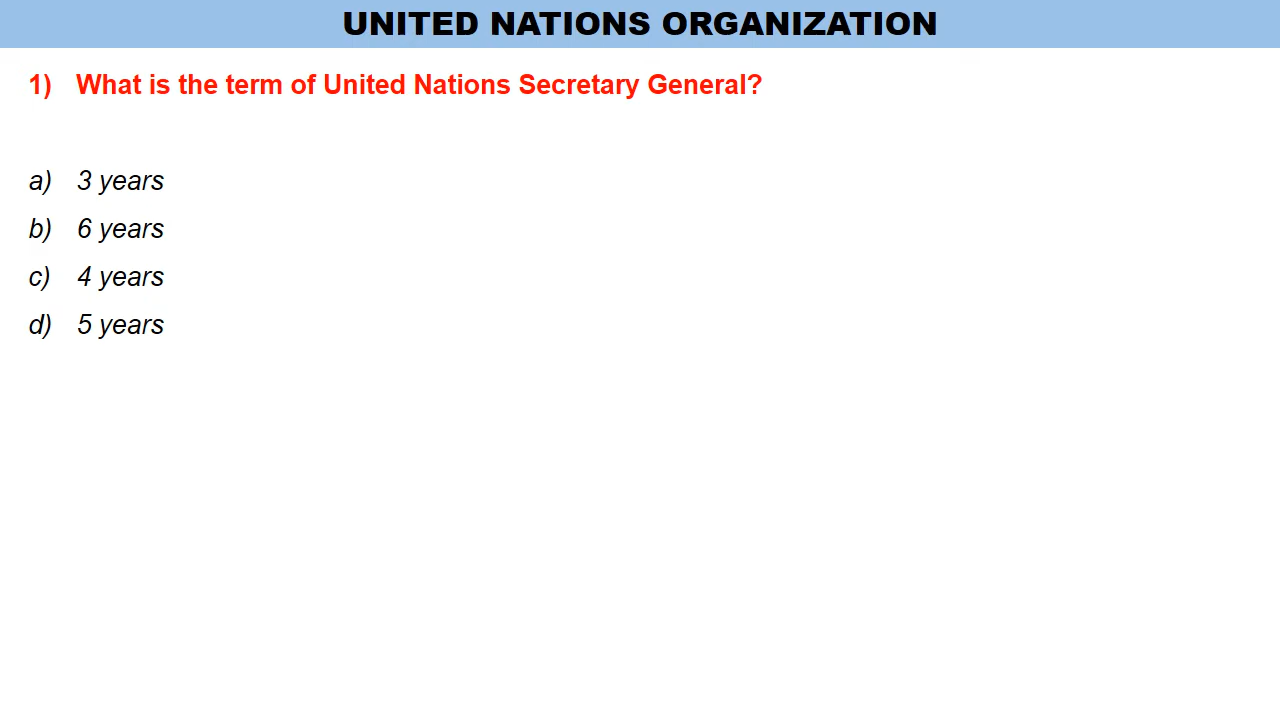 UNITED NATIONS ORGANIZATION
1) What is the term of United Nations Secretary General?
a) 3 years
b) 6 years
c) 4 years
d) 5 years